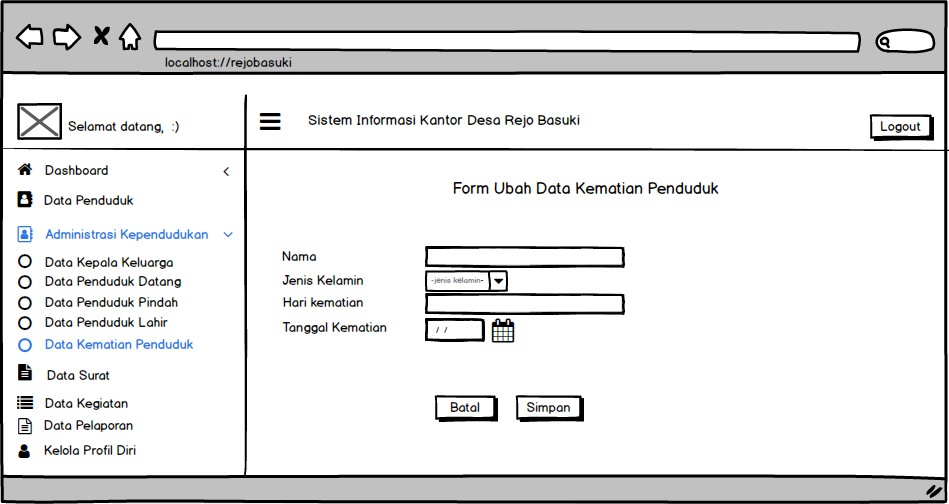 localhost://rejobasuki
Selamat datang, :)
Sistem Informasi Kantor Desa Rejo Basuki
Logout
Dashboard
Data Penduduk
Administrasi Kependudukan
Data Kepala Keluarga
Data Penduduk Datang
Data Penduduk Pindah
Data Penduduk Lahir
Data Kematian Penduduk
Data Surat
Data Kegiatan
Data Pelaporan
Kelola Profil Diri
Form Ubah Data Kematian Penduduk
Nama
Jenis Kelamin
-jenis kelamin-
Hari kematian
Tanggal Kematian
/ /
Batal
Simpan